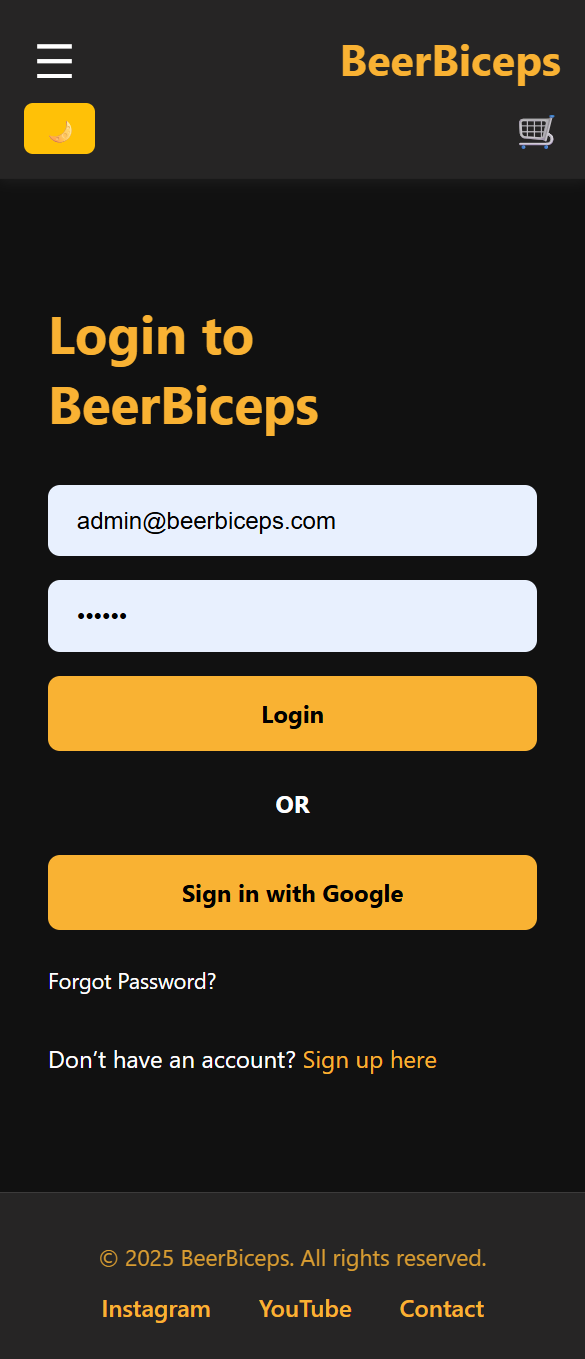 BeerBiceps
Login to
BeerBiceps
admin@beerbiceps.com
••••••
Login
OR
Sign in with Google
Forgot Password?
Don’t have an account? Sign up here
© 2025 BeerBiceps. All rights reserved.
Instagram YouTube Contact